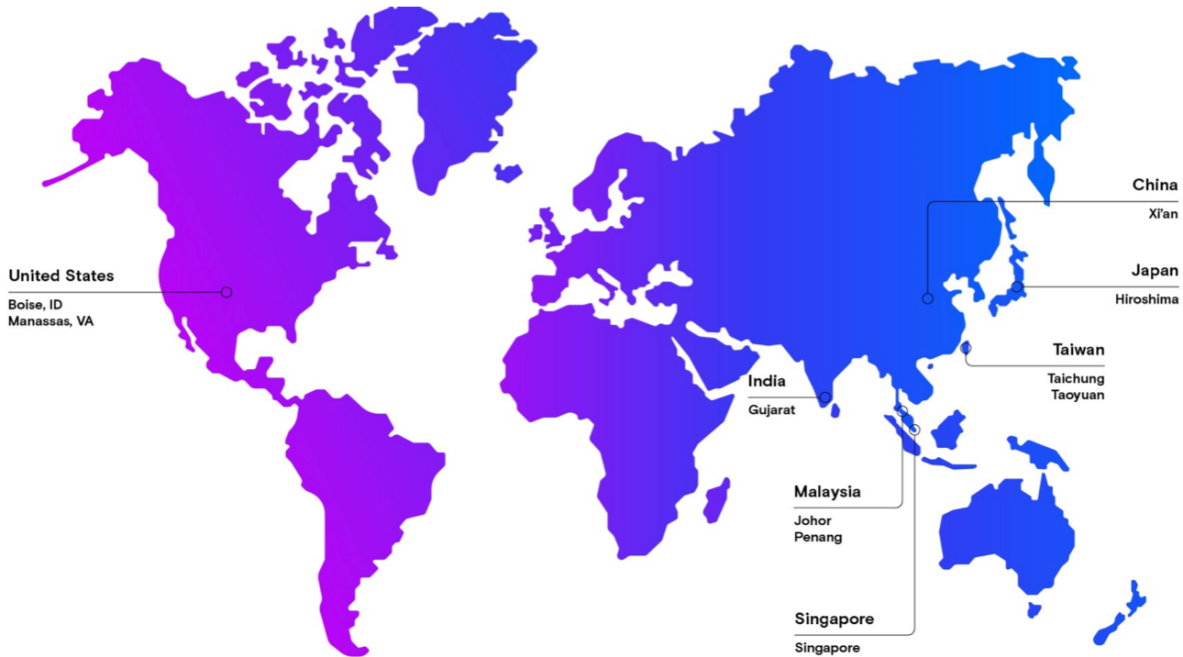 United States
Boise, ID
Manassas, VA
China
Xi'an
Japan
Hiroshima
Taiwan
Taichung
Taoyuan
India
Gujarat
Malaysia
Johor
Penang
Singapore
Singapore